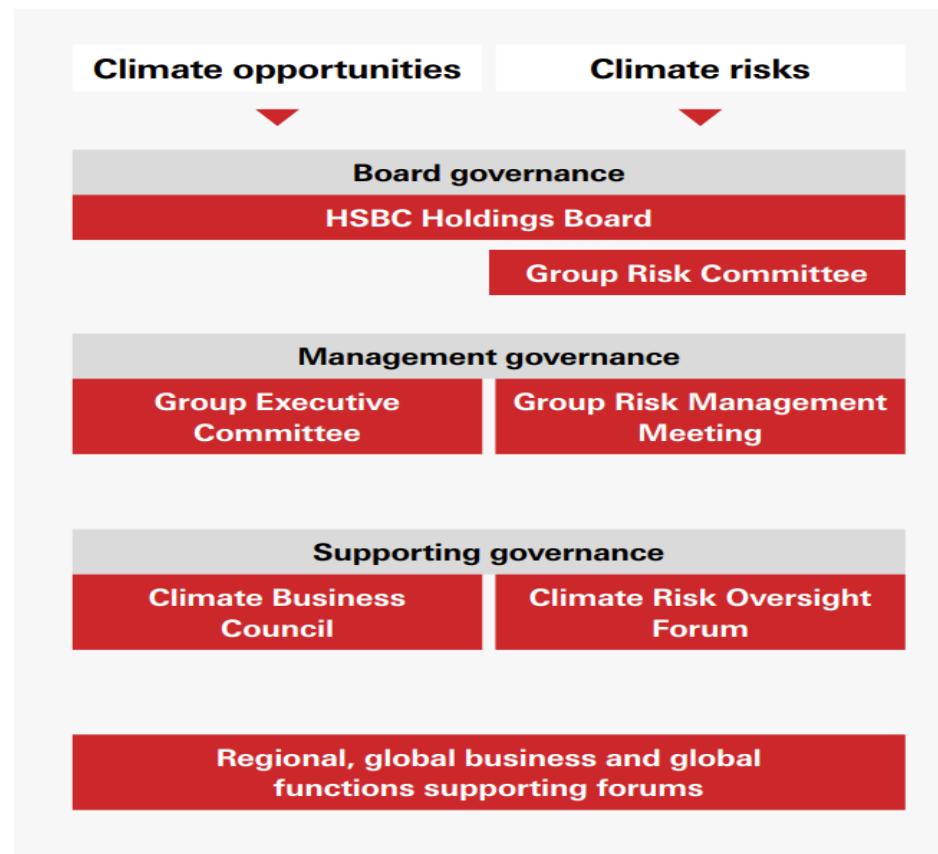 Climate opportunities
Climate risks
Board governance
HSBC Holdings Board
Group Risk Committee
Management governance
Group Executive
Committee
Group Risk Management
Meeting
Supporting governance
Climate Business
Council
Climate Risk Oversight
Forum
Regional, global business and global
functions supporting forums